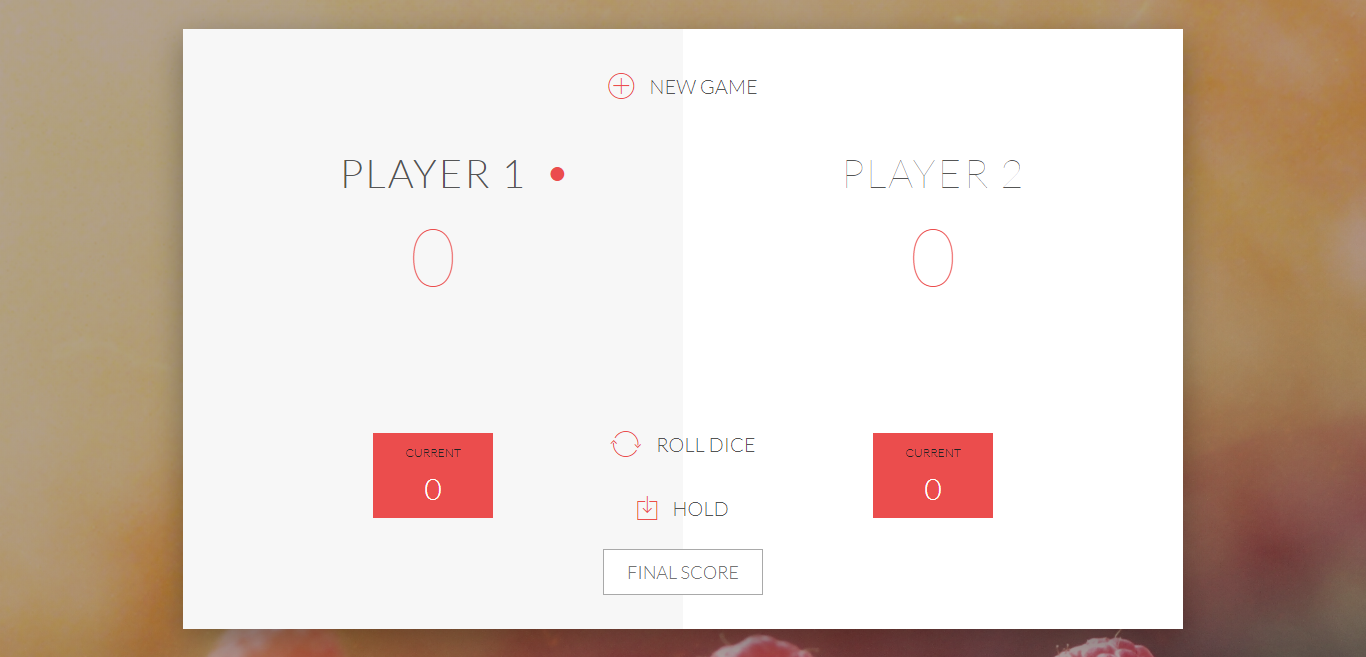 NEW GAME
PLAYER 1
PLAYER 2
0
0
CURRENT
0
ROLL DICE
HOLD
FINAL SCORE
CURRENT
0